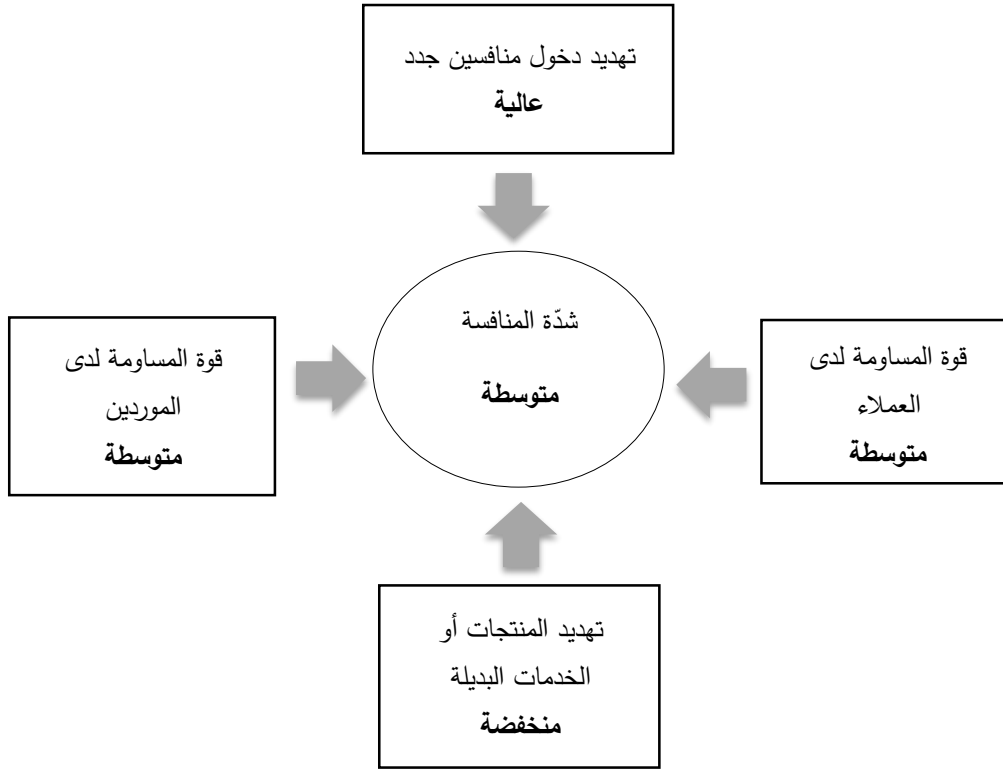 تهديد دخول منافسين جدد
عالية
شدّة المنافسة
متوسطة
قوة المساومة لدى
العملاء
متوسطة
قوة المساومة لدى
الموردين
متوسطة
تهديد المنتجات أو
الخدمات البديلة
منخفضة